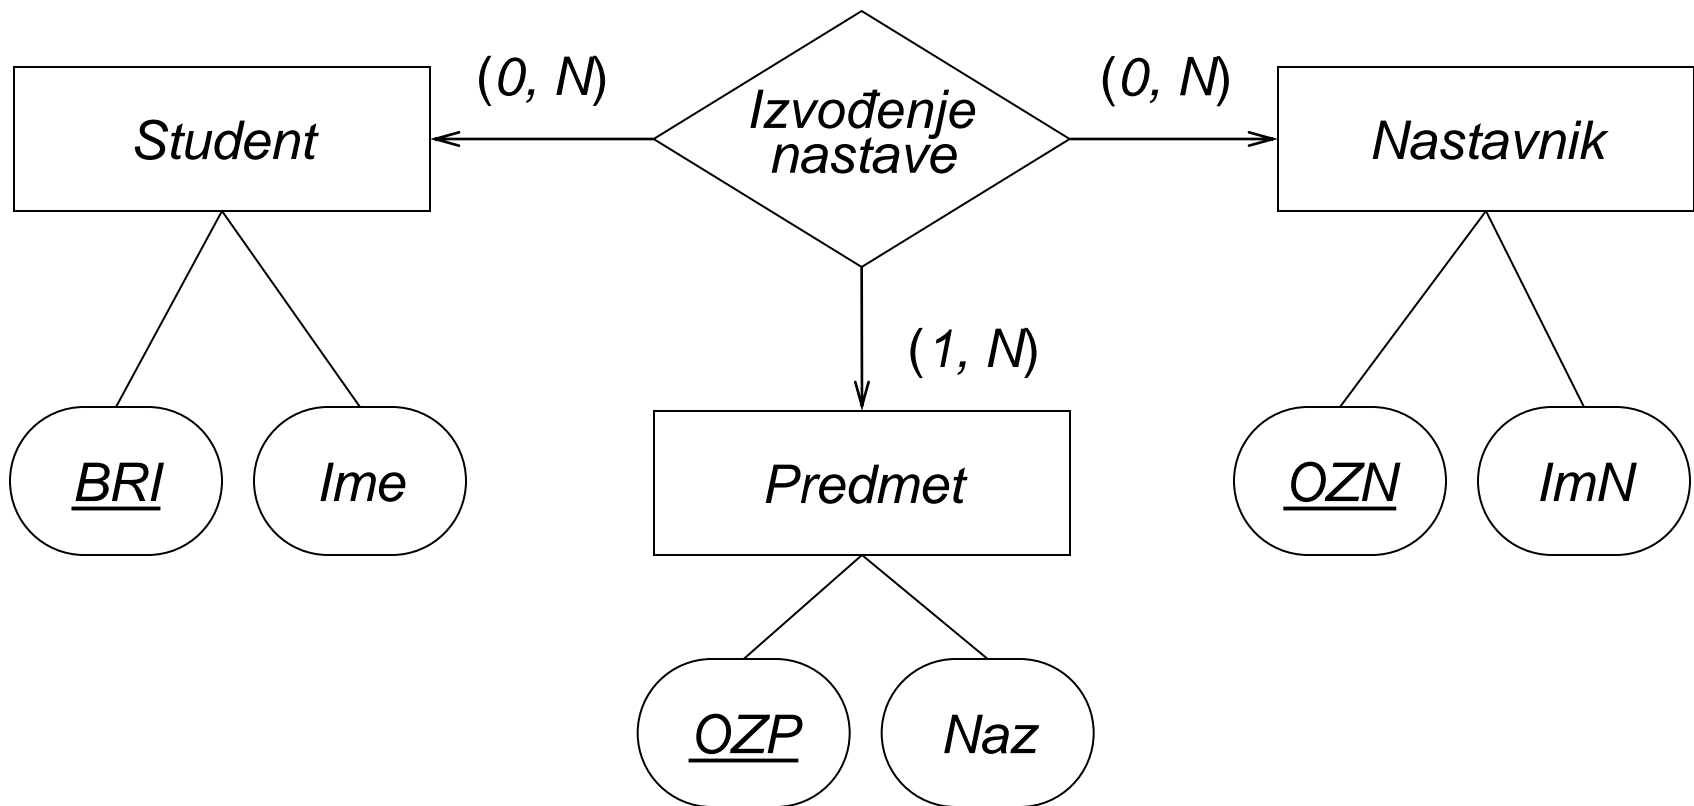 (0, N)
(0, N)
Student
Izvođenje
nastave
Nastavnik
(1, N)
BRI
Ime
Predmet
OZN
ImN
OZP
Naz